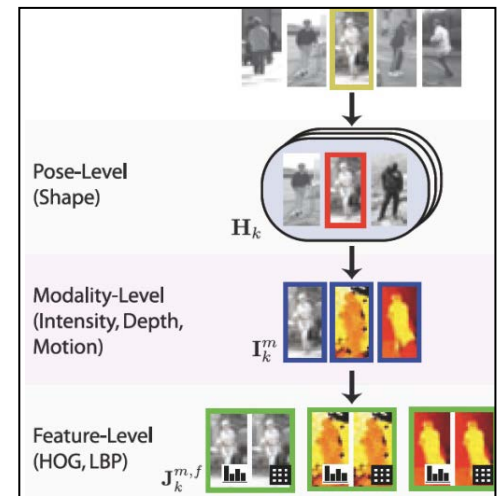 Pose-Level
(Shape)
H_k
Modality-Level
(Intensity, Depth,
Motion)
I_k^m
Feature-Level
(HOG, LBP)
J_k^{m,f}